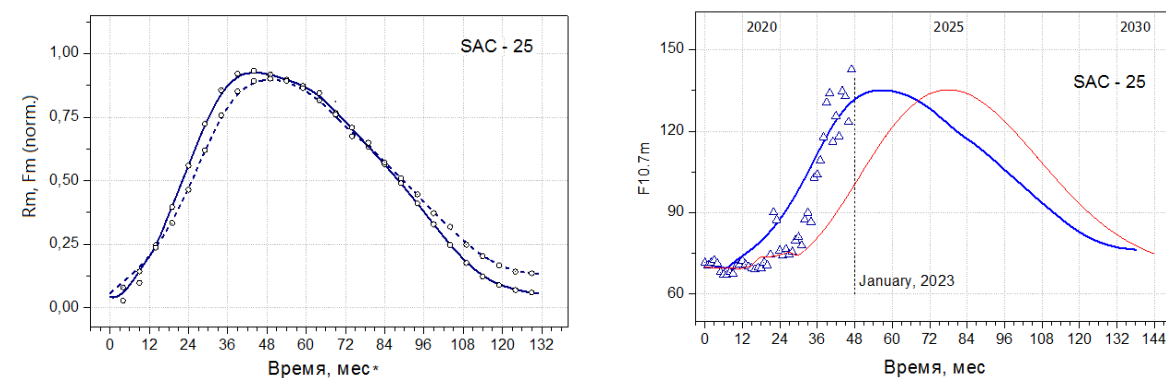 SAC - 25
1,00
0,75
0,50
0,25
0,00
Rm, Fm (norm.)
0 12 24 36 48 60 72 84 96 108 120 132
Время, мес*
2020 2025 2030
SAC - 25
150
120
90
60
F10.7m
January, 2023
0 12 24 36 48 60 72 84 96 108 120 132 144
Время, мес